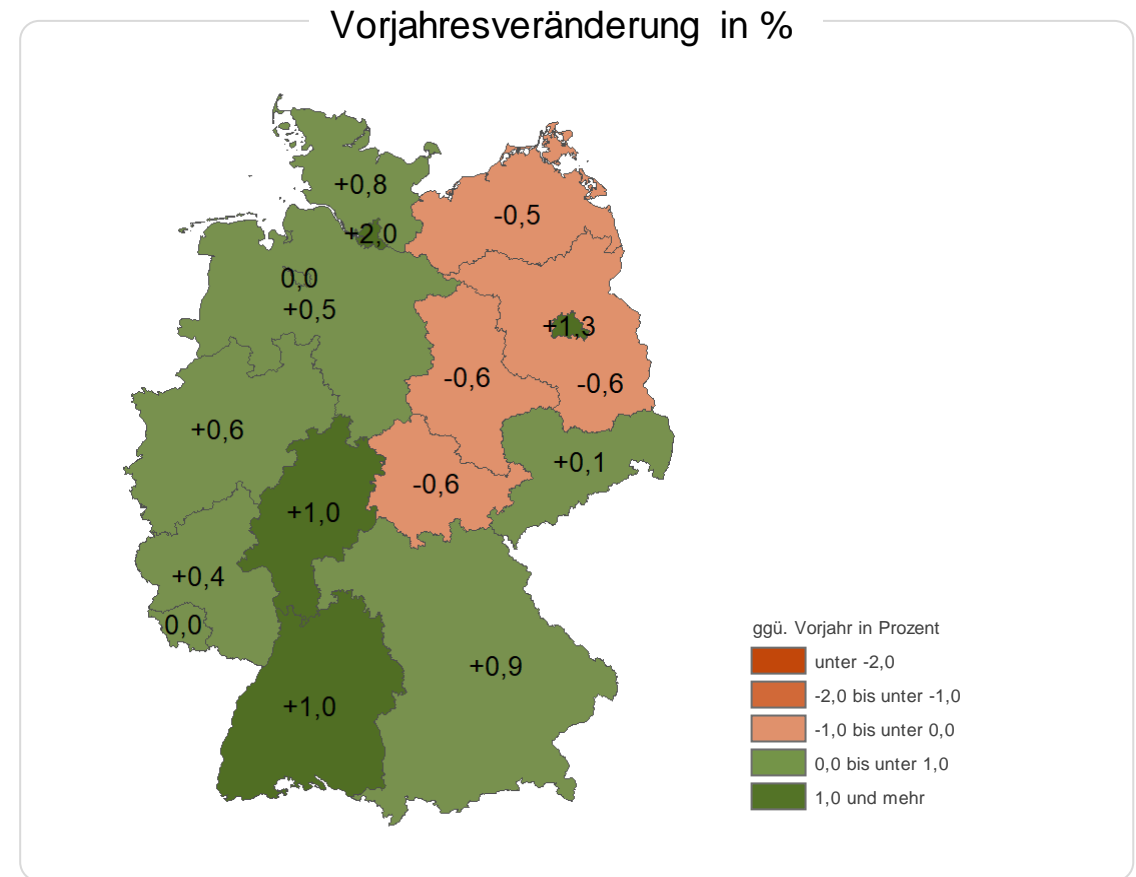 Vorjahresveränderung in %
+0,8
-0,5
+2,0
0,0
+0,5
+1,3
-0,6
-0,6
+0,6
+0,1
-0,6
+1,0
+0,4
0,0
+0,9
+1,0
ggü. Vorjahr in Prozent
unter -2,0
-2,0 bis unter -1,0
-1,0 bis unter 0,0
0,0 bis unter 1,0
1,0 und mehr